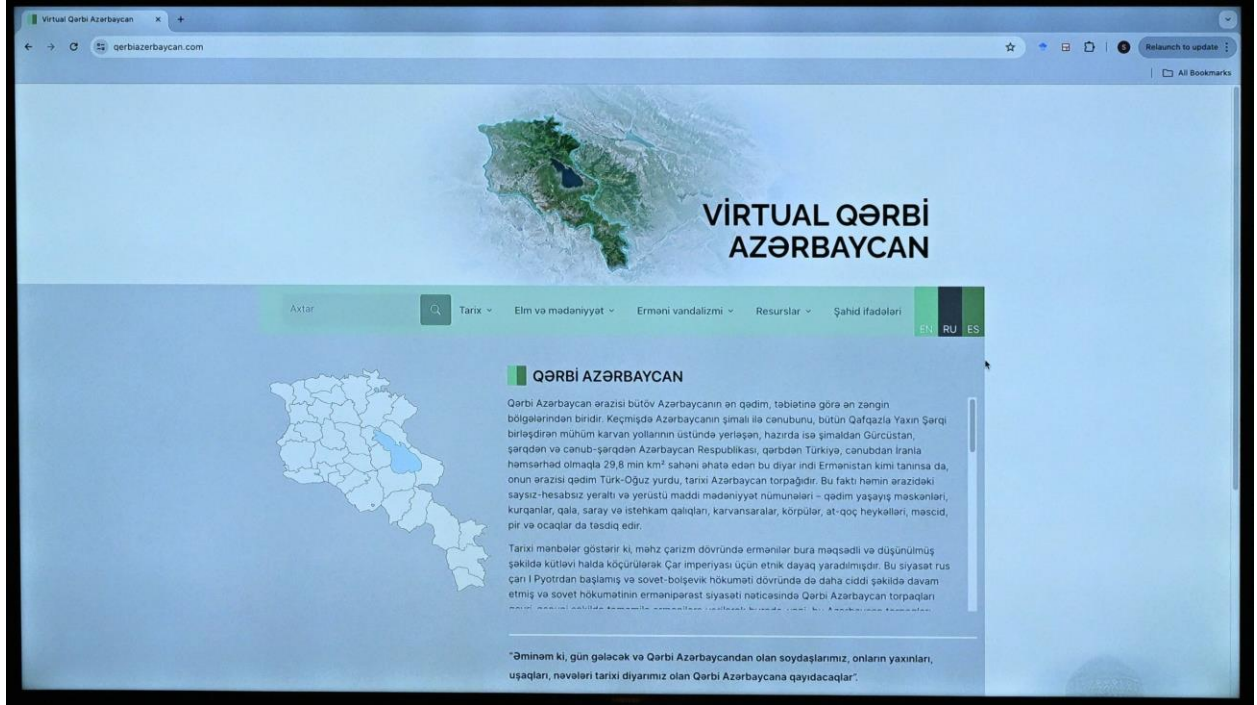 Virtual Qərbi Azərbaycan
qerbiazerbaycan.com
Relaunch to update
All Bookmarks
VİRTUAL QƏRBİ
AZƏRBAYCAN
Axtar
Tarix
Elm və mədəniyyət
Erməni vandalizmi
Resurslar
Şahid ifadələri
EN RU ES
QƏRBİ AZƏRBAYCAN
Qərbi Azərbaycan ərazisi bütöv Azərbaycanın ən qədim, təbiətinə görə ən zəngin
bölgələrindən biridir. Keçmişdə Azərbaycanın şimalı ilə cənubunu, bütün Qafqazla Yaxın Şərqi
birləşdirən mühüm karvan yollarının üstündə yerləşən, hazırda isə şimaldan Gürcüstan,
şərqdən və cənub-şərqdən Azərbaycan Respublikası, qərbdən Türkiyə, cənubdan İranla
həmsərhəd olmaqla 29,8 min km² sahəni əhatə edən bu diyar indi Ermənistan kimi tanınsa da,
onun ərazisi qədim Türk-Oğuz yurdu, tarixi Azərbaycan torpağıdır. Bu faktı həmin ərazidəki
saysız-hesabsız yeraltı və yerüstü maddi mədəniyyət nümunələri – qədim yaşayış məskənləri,
kurqanlar, qala, saray və istehkam qalıqları, karvansaralar, körpülər, at-qoç heykəlləri, məscid,
pir və ocaqlar da təsdiq edir.
Tarixi mənbələr göstərir ki, məhz çarizm dövründə ermənilər bura məqsədli və düşünülmüş
şəkildə kütləvi halda köçürülərək Çar imperiyası üçün etnik dayaq yaradılmışdır. Bu siyasət rus
çarı I Pyotrdan başlamış və sovet-bolşevik hökuməti dövründə də daha ciddi şəkildə davam
etmiş və sovet hökumətinin ermənipərəst siyasəti nəticəsində Qərbi Azərbaycan torpaqları
"Əminəm ki, gün gələcək və Qərbi Azərbaycandan olan soydaşlarımız, onların yaxınları,
uşaqları, nəvələri tarixi diyarımız olan Qərbi Azərbaycana qayıdacaqlar".